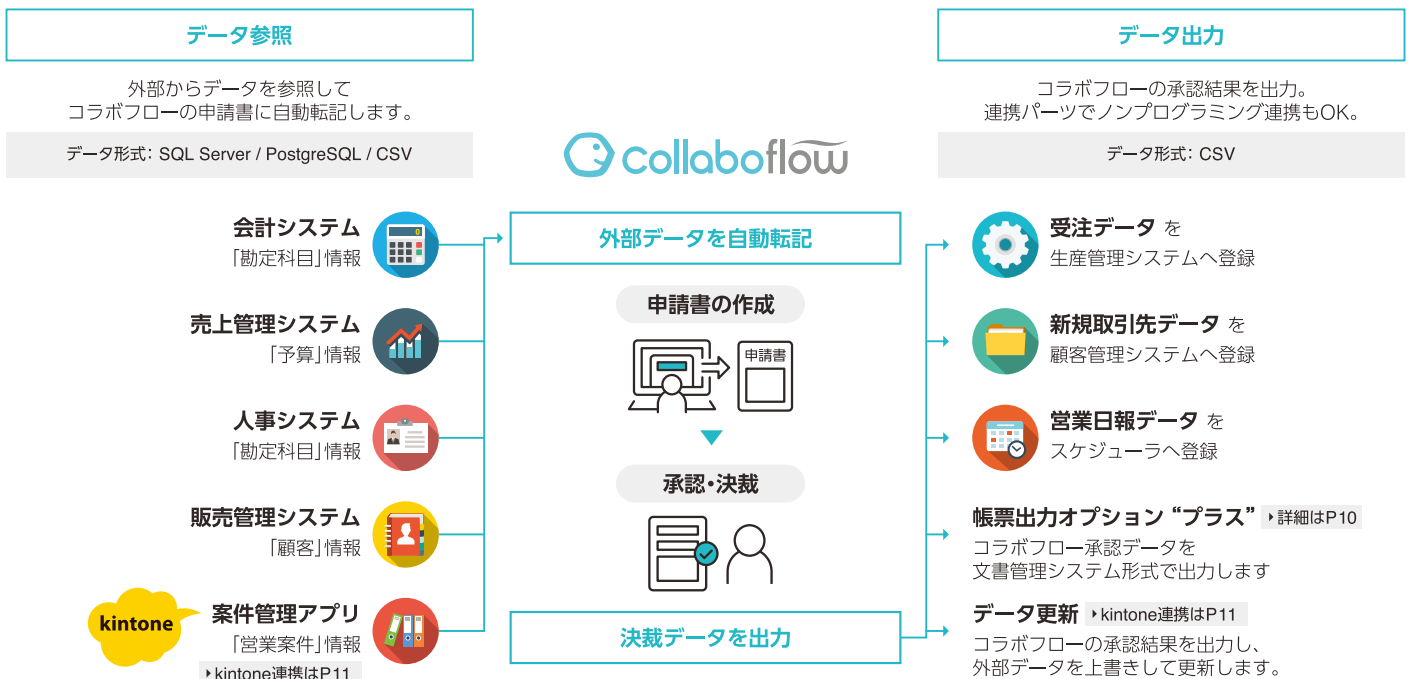 データ参照
外部からデータを参照して
コラボフローの申請書に自動転記します。
データ形式: SQL Server / PostgreSQL / CSV
会計システム
「勘定科目」情報
売上管理システム
「予算」情報
人事システム
「勘定科目」情報
販売管理システム
「顧客」情報
kintone
案件管理アプリ
「営業案件」情報
▸kintone連携はP11
collaboflow
外部データを自動転記
申請書の作成
申請書
承認・決裁
決裁データを出力
データ出力
コラボフローの承認結果を出力。
連携パーツでノンプログラミング連携もOK。
データ形式: CSV
受注データ を
生産管理システムへ登録
新規取引先データ を
顧客管理システムへ登録
営業日報データ を
スケジューラへ登録
帳票出力オプション “プラス” ▸詳細はP10
コラボフロー承認データを
文書管理システム形式で出力します
データ更新 ▸kintone連携はP11
コラボフローの承認結果を出力し、
外部データを上書きして更新します。